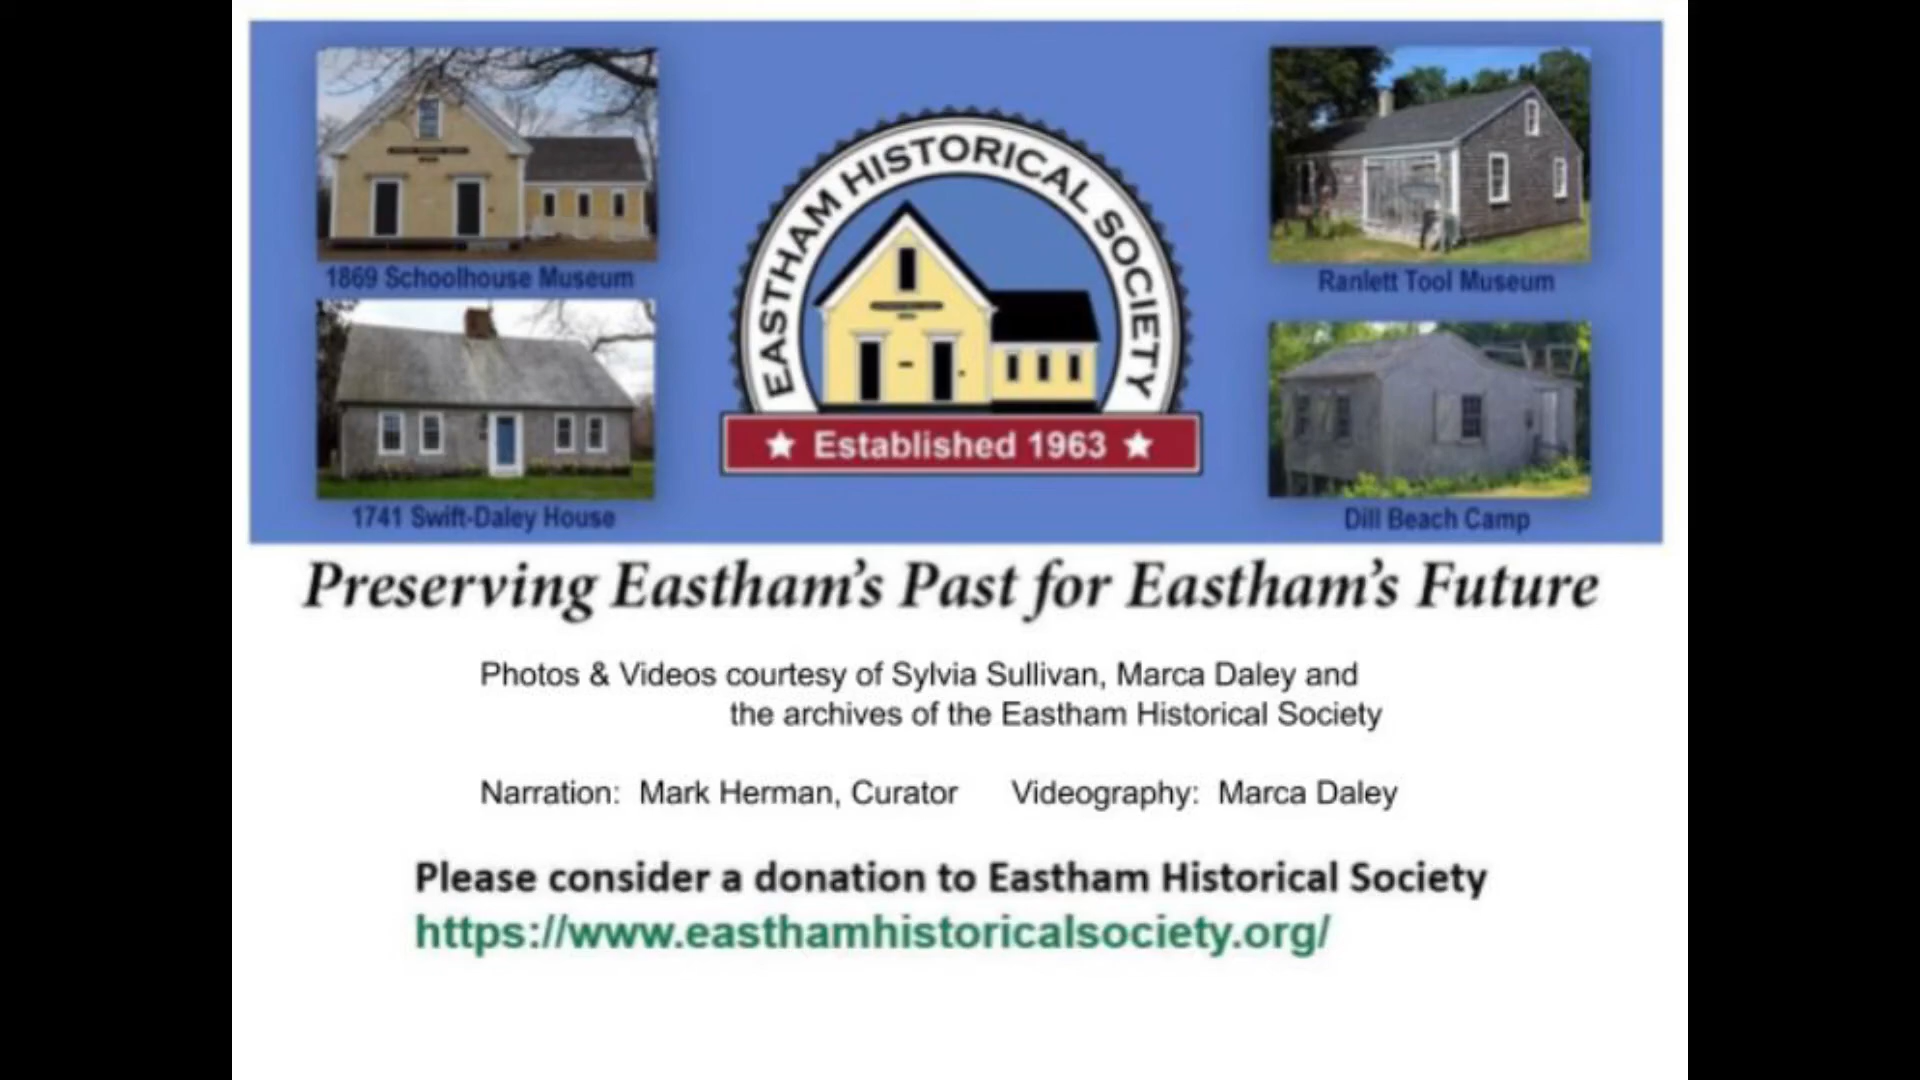 1869 Schoolhouse Museum
1741 Swift-Daley House
EASTHAM HISTORICAL SOCIETY
★ Established 1963 ★
Ranlett Tool Museum
Dill Beach Camp
Preserving Eastham's Past for Eastham's Future
Photos & Videos courtesy of Sylvia Sullivan, Marca Daley and
the archives of the Eastham Historical Society
Narration: Mark Herman, Curator Videography: Marca Daley
Please consider a donation to Eastham Historical Society
https://www.easthamhistoricalsociety.org/